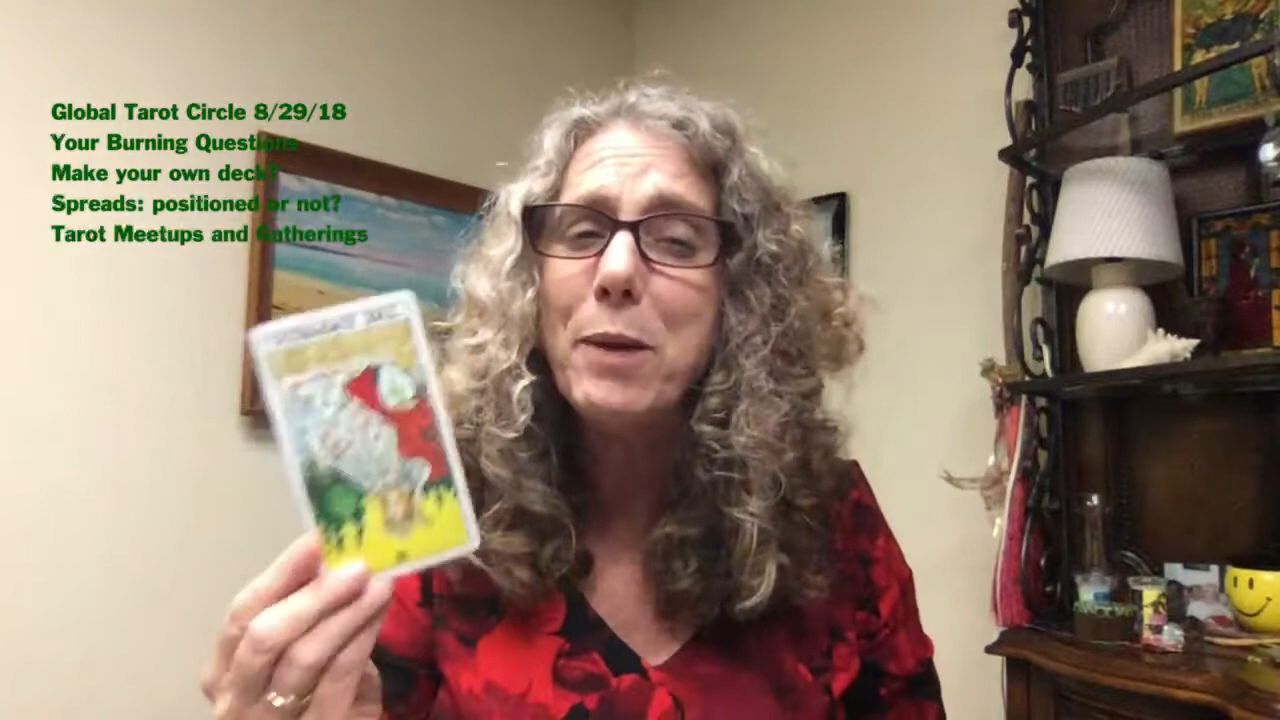 Global Tarot Circle 8/29/18
Your Burning Questions
Make your own deck?
Spreads: positioned or not?
Tarot Meetups and Gatherings